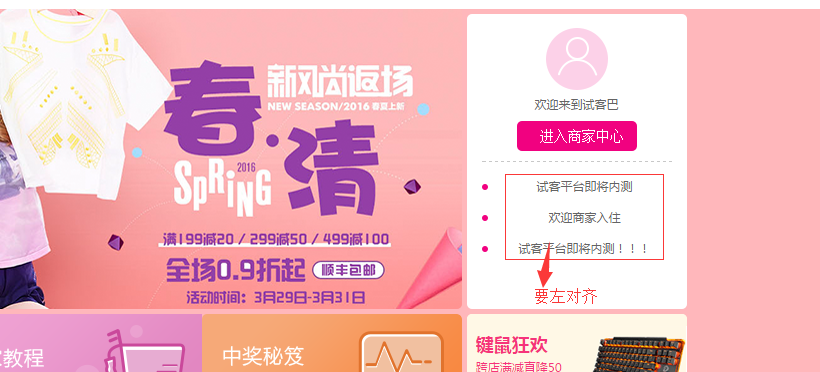 春·清
新风尚返场
NEW SEASON/2016 春夏上新
2016
SPRING
满199减20 / 299减50 / 499减100
全场0.9折起 顺丰包邮
活动时间：3月29日-3月31日
欢迎来到试客巴
进入商家中心
试客平台即将内测
欢迎商家入住
试客平台即将内测！！！
要左对齐
教程
中奖秘笈
键鼠狂欢
跨店满减直降50